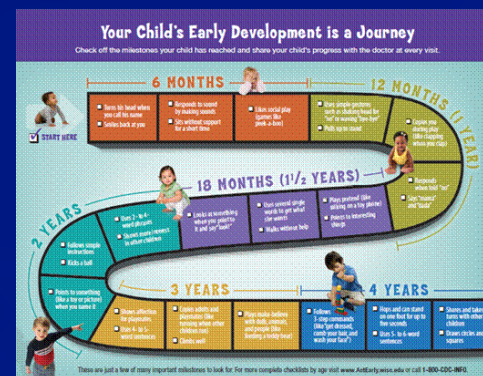 Your Child's Early Development is a Journey
Check off the milestones your child has reached and share your child's progress with the doctor at every visit.
6 MONTHS
12 MONTHS (1 YEAR)
START HERE
Turns his head when
you call his name
Smiles back at you
Responds to sound
by making sounds
Sits without support
for a short time
Likes social play
(games like
peek-a-boo)
Uses simple gestures
such as shaking head for
"no" or waving "bye-bye"
Pulls up to stand
Copies you
during play
(like clapping
when you clap)
Responds
when told "no"
Says "mama"
and "dada"
18 MONTHS (1 1/2 YEARS)
Plays pretend (like
talking on a toy phone)
Points to interesting
things
Uses several single
words to get what
she wants
Walks without help
Looks at something
when you point to
it and say "look!"
2 YEARS
Uses 2- to 4-
word phrases
Shows more interest
in other children
Follows simple
instructions
Kicks a ball
Points to something
(like a toy or picture)
when you name it
3 YEARS
Shows affection
for playmates
Uses 4- to 5-
word sentences
Copies adults and
playmates (like
running when other
children run)
Climbs well
Plays make-believe
with dolls, animals,
and people (like
feeding a teddy bear)
4 YEARS
Follows
3-step commands
(like "get dressed,
comb your hair, and
wash your face")
Hops and can stand
on one foot for up to
five seconds
Uses 5- to 6-word
sentences
Shares and takes
turns with other
children
Draws circles and
squares
These are just a few of many important milestones to look for. For more complete checklists by age visit www.ActEarly.wisc.edu or call 1-800-CDC-INFO.